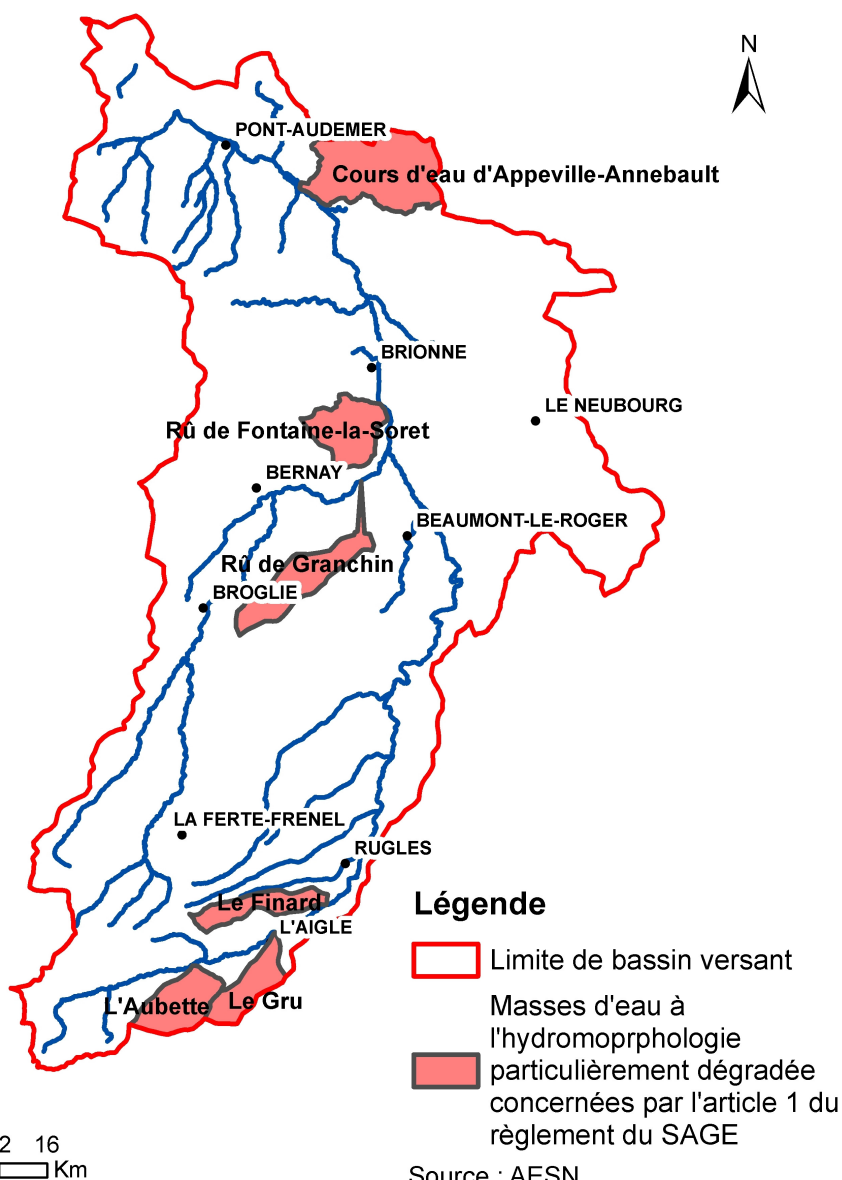 N
PONT-AUDEMER
Cours d'eau d'Appeville-Annebault
BRIONNE
LE NEUBOURG
Rû de Fontaine-la-Soret
BERNAY
BEAUMONT-LE-ROGER
Rû de Granchin
BROGLIE
LA FERTE-FRENEL
RUGLES
Le Finard
L'AIGLE
L'Aubette
Le Gru
Légende
Limite de bassin versant
Masses d'eau à
l'hydromoprphologie
particulièrement dégradée
concernées par l'article 1 du
règlement du SAGE
2 16
Km
Source : AESN